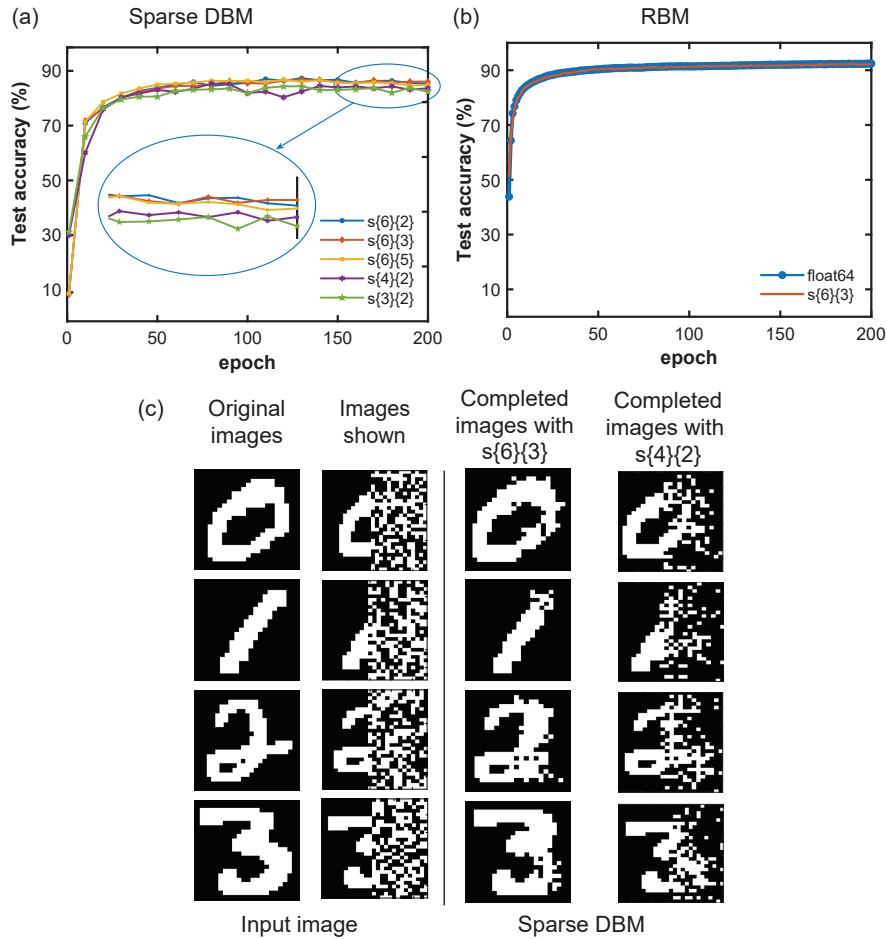 (a) Sparse DBM
Test accuracy (%)
90
70
50
30
10
0 50 100 150 200
epoch
s{6}{2}
s{6}{3}
s{6}{5}
s{4}{2}
s{3}{2}
(b) RBM
Test accuracy (%)
90
70
50
30
10
0 50 100 150 200
epoch
float64
s{6}{3}
(c)
Original
images
Images
shown
Completed
images with
s{6}{3}
Completed
images with
s{4}{2}
Input image
Sparse DBM